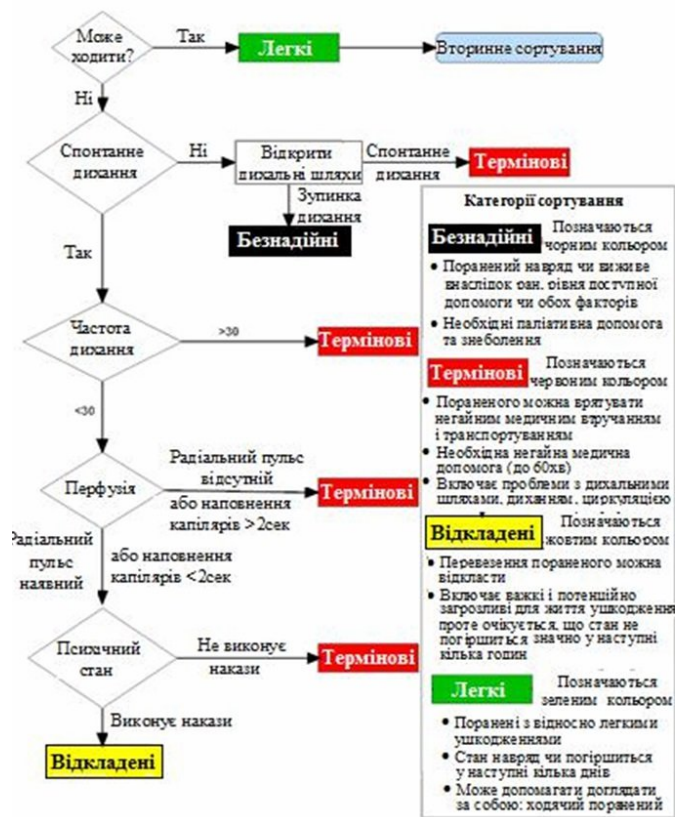 Може
ходити?
Так
Легкі
Вторинне сортування
Ні
Спонтанне
дихання
Ні
Відкрити
дихальні шляхи
Спонтанне
дихання
Термінові
Зупинка
дихання
Безнадійні
Так
Частота
дихання
>30
Термінові
<30
Перфузія
Радіальний пульс
відсутній
або наповнення
капілярів >2сек
Термінові
Радіальний
пульс
наявний
або наповнення
капілярів <2сек
Психічний
стан
Не виконує
накази
Термінові
Виконує накази
Відкладені
Категорії сортування
Безнадійні
Позначаються
чорним кольором
• Поранений навряд чи виживе
внаслідок ран, рівня доступної
допомоги чи обох факторів
• Необхідні паліативна допомога
та знеболення
Термінові
Позначаються
червоним кольором
• Пораненого можна врятувати
негайним медичним втручанням
і транспортуванням
• Необхідна негайна медична
допомога (до 60хв)
• Включає проблеми з дихальними
шляхами, диханням, циркуляцією
Відкладені
Позначаються
жовтим кольором
• Перевезення пораненого можна
відкласти
• Включає важкі і потенційно
загрозливі для життя ушкодження
проте очікується, що стан не
погіршиться значно у наступні
кілька годин
Легкі
Позначаються
зеленим кольором
• Поранені з відносно легкими
ушкодженнями
• Стан навряд чи погіршиться
у наступні кілька днів
• Може допомагати доглядати
за собою: ходячий поранений